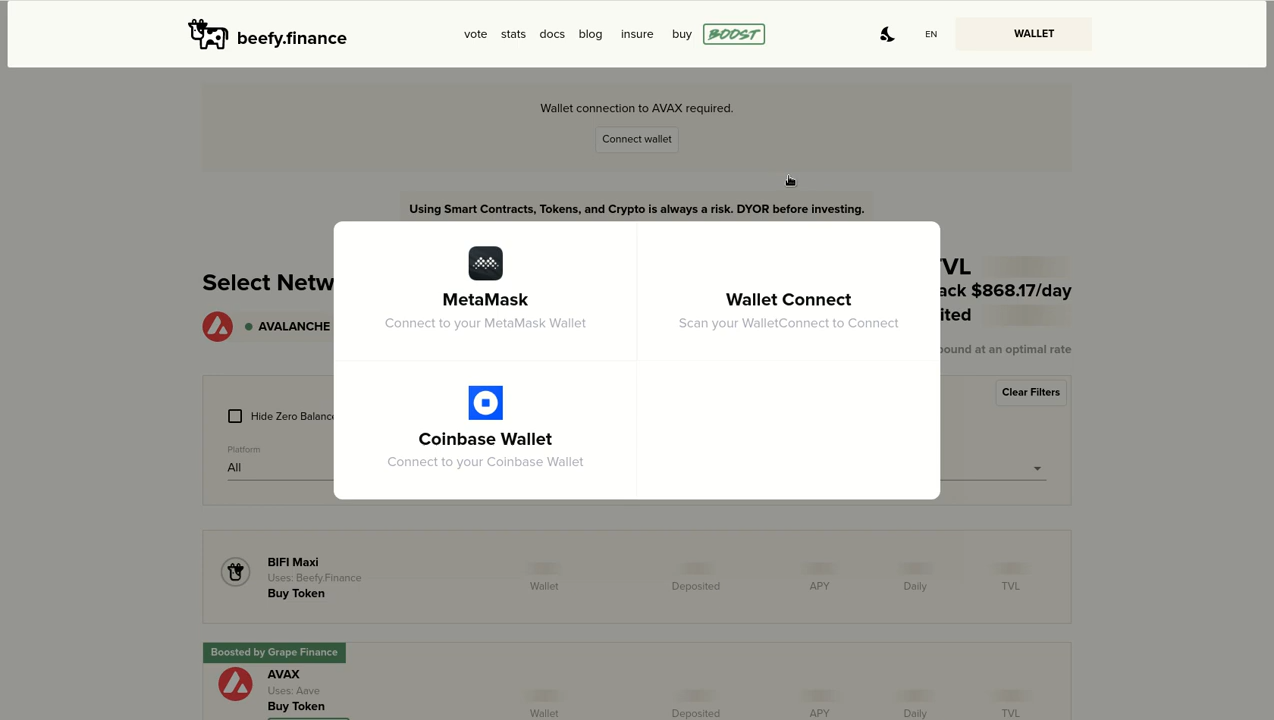 beefy.finance
vote stats docs blog insure buy BOOST EN WALLET
Wallet connection to AVAX required.
Connect wallet
Using Smart Contracts, Tokens, and Crypto is always a risk. DYOR before investing.
MetaMask
Connect to your MetaMask Wallet
Wallet Connect
Scan your WalletConnect to Connect
Coinbase Wallet
Connect to your Coinbase Wallet
Select Netw
TVL
ack $868.17/day
ited
AVALANCHE
ound at an optimal rate
Clear Filters
Hide Zero Balance
Platform
All
BIFI Maxi
Uses: Beefy.Finance
Buy Token
Wallet Deposited APY Daily TVL
Boosted by Grape Finance
AVAX
Uses: Aave
Buy Token
Wallet Deposited APY Daily TVL